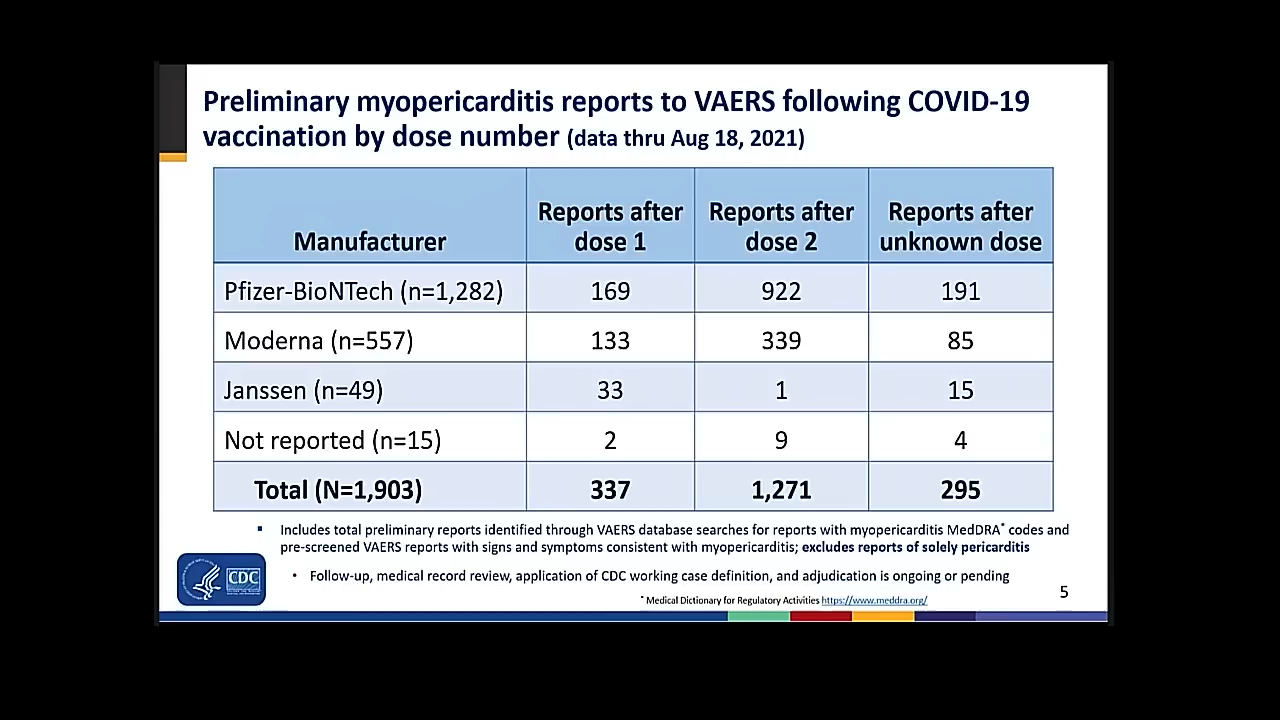 Preliminary myopericarditis reports to VAERS following COVID-19
vaccination by dose number (data thru Aug 18, 2021)
Manufacturer Reports after dose 1 Reports after dose 2 Reports after unknown dose
Pfizer-BioNTech (n=1,282) 169 922 191
Moderna (n=557) 133 339 85
Janssen (n=49) 33 1 15
Not reported (n=15) 2 9 4
Total (N=1,903) 337 1,271 295
▪ Includes total preliminary reports identified through VAERS database searches for reports with myopericarditis MedDRA* codes and
pre-screened VAERS reports with signs and symptoms consistent with myopericarditis; excludes reports of solely pericarditis
• Follow-up, medical record review, application of CDC working case definition, and adjudication is ongoing or pending
* Medical Dictionary for Regulatory Activities https://www.meddra.org/
CDC
5